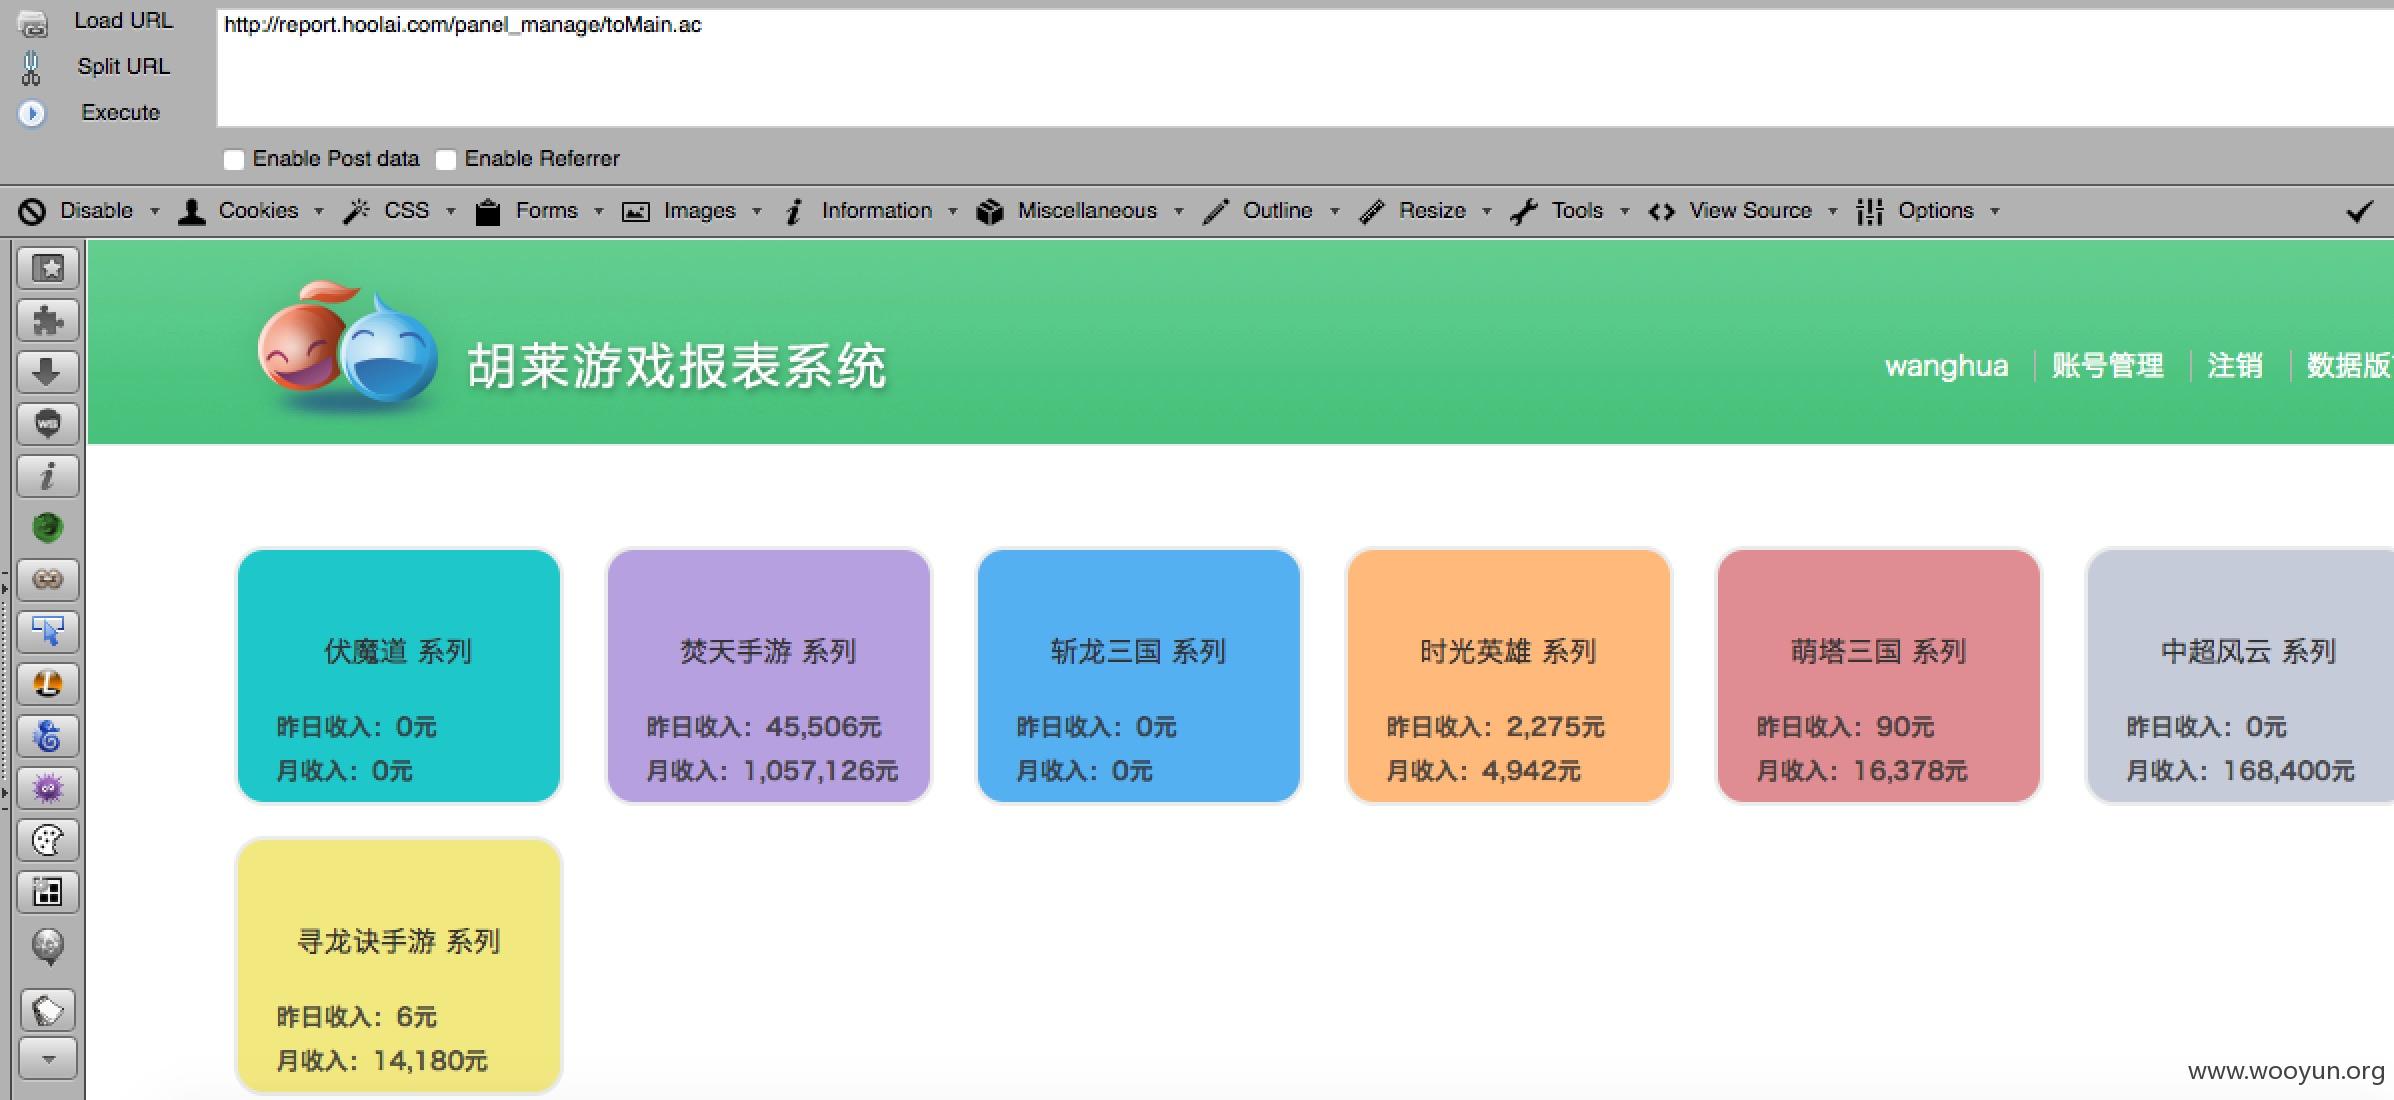 Load URL
http://report.hoolai.com/panel_manage/toMain.ac
Split URL
Execute
Enable Post data Enable Referrer
Disable Cookies CSS Forms Images Information Miscellaneous Outline Resize Tools View Source Options
胡莱游戏报表系统
wanghua 账号管理 注销 数据版
伏魔道 系列
昨日收入：0元
月收入：0元
焚天手游 系列
昨日收入：45,506元
月收入：1,057,126元
斩龙三国 系列
昨日收入：0元
月收入：0元
时光英雄 系列
昨日收入：2,275元
月收入：4,942元
萌塔三国 系列
昨日收入：90元
月收入：16,378元
中超风云 系列
昨日收入：0元
月收入：168,400元
寻龙诀手游 系列
昨日收入：6元
月收入：14,180元
www.wooyun.org